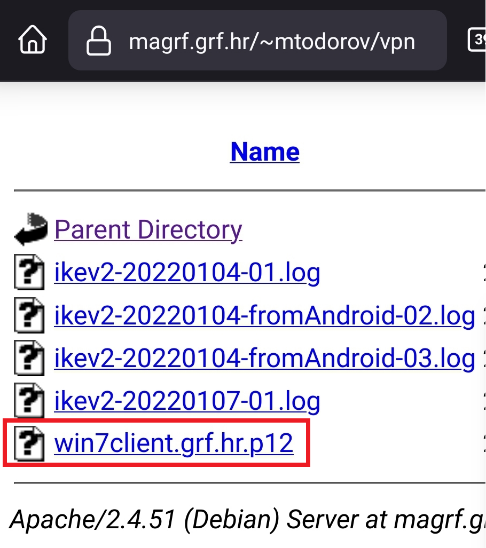 magrf.grf.hr/~mtodorov/vpn
Name
Parent Directory
ikev2-20220104-01.log
ikev2-20220104-fromAndroid-02.log
ikev2-20220104-fromAndroid-03.log
ikev2-20220107-01.log
win7client.grf.hr.p12
Apache/2.4.51 (Debian) Server at magrf.g